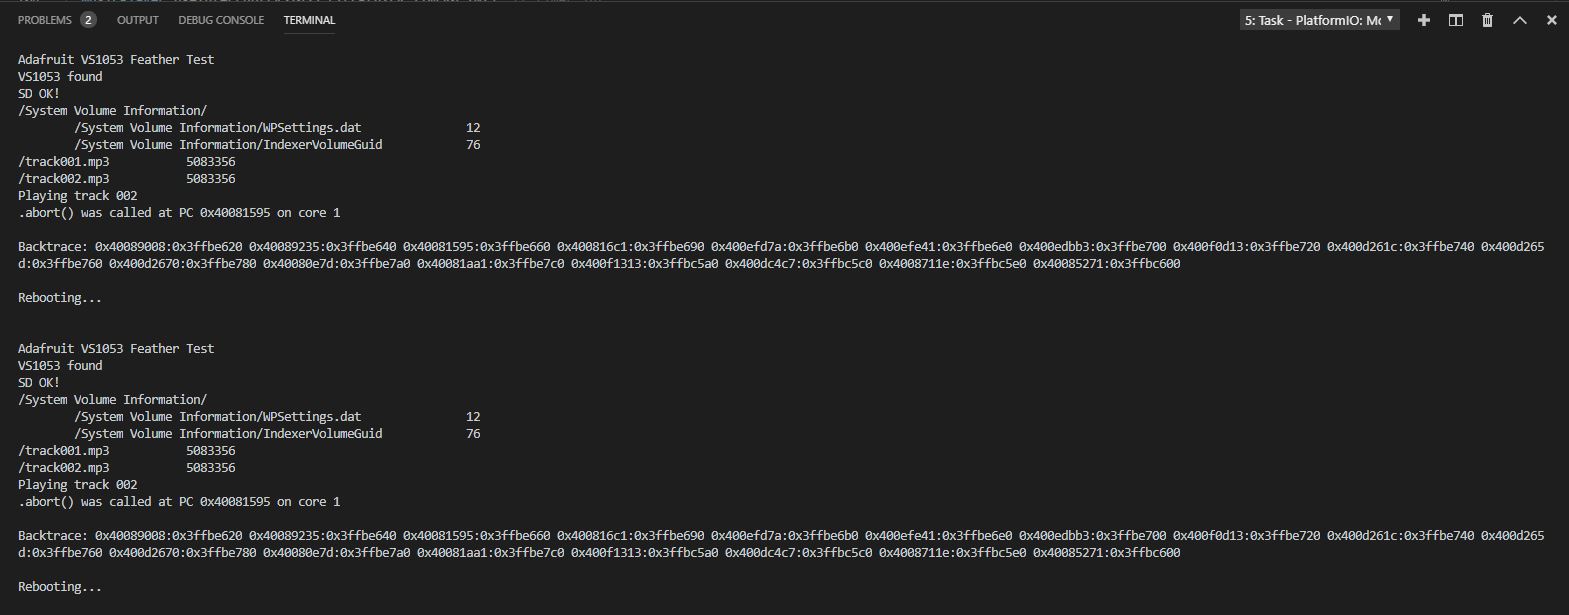 PROBLEMS 2 OUTPUT DEBUG CONSOLE TERMINAL 5: Task - PlatformIO: Mc
Adafruit VS1053 Feather Test
VS1053 found
SD OK!
/System Volume Information/
/System Volume Information/WPSettings.dat 12
/System Volume Information/IndexerVolumeGuid 76
/track001.mp3 5083356
/track002.mp3 5083356
Playing track 002
.abort() was called at PC 0x40081595 on core 1
Backtrace: 0x40089008:0x3ffbe620 0x40089235:0x3ffbe640 0x40081595:0x3ffbe660 0x400816c1:0x3ffbe690 0x400efd7a:0x3ffbe6b0 0x400efe41:0x3ffbe6e0 0x400edbb3:0x3ffbe700 0x400f0d13:0x3ffbe720 0x400d261c:0x3ffbe740 0x400d265
d:0x3ffbe760 0x400d2670:0x3ffbe780 0x40080e7d:0x3ffbe7a0 0x40081aa1:0x3ffbe7c0 0x400f1313:0x3ffbc5a0 0x400dc4c7:0x3ffbc5c0 0x4008711e:0x3ffbc5e0 0x40085271:0x3ffbc600
Rebooting...
Adafruit VS1053 Feather Test
VS1053 found
SD OK!
/System Volume Information/
/System Volume Information/WPSettings.dat 12
/System Volume Information/IndexerVolumeGuid 76
/track001.mp3 5083356
/track002.mp3 5083356
Playing track 002
.abort() was called at PC 0x40081595 on core 1
Backtrace: 0x40089008:0x3ffbe620 0x40089235:0x3ffbe640 0x40081595:0x3ffbe660 0x400816c1:0x3ffbe690 0x400efd7a:0x3ffbe6b0 0x400efe41:0x3ffbe6e0 0x400edbb3:0x3ffbe700 0x400f0d13:0x3ffbe720 0x400d261c:0x3ffbe740 0x400d265
d:0x3ffbe760 0x400d2670:0x3ffbe780 0x40080e7d:0x3ffbe7a0 0x40081aa1:0x3ffbe7c0 0x400f1313:0x3ffbc5a0 0x400dc4c7:0x3ffbc5c0 0x4008711e:0x3ffbc5e0 0x40085271:0x3ffbc600
Rebooting...